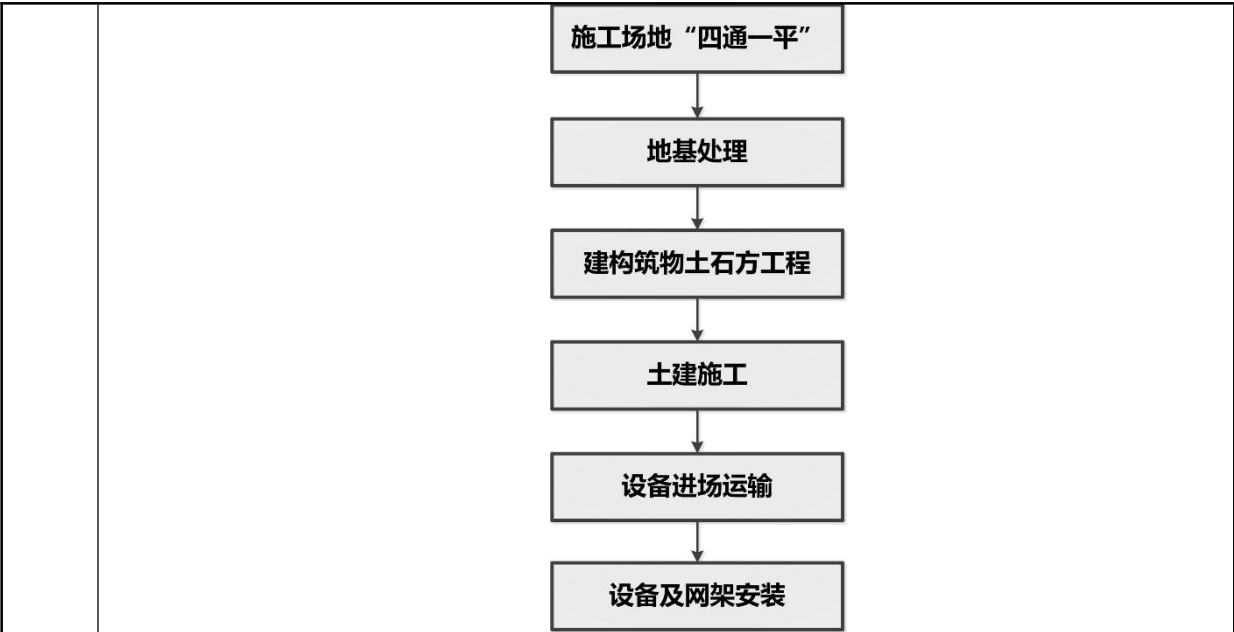 施工场地“四通一平”
地基处理
建构筑物土石方工程
土建施工
设备进场运输
设备及网架安装